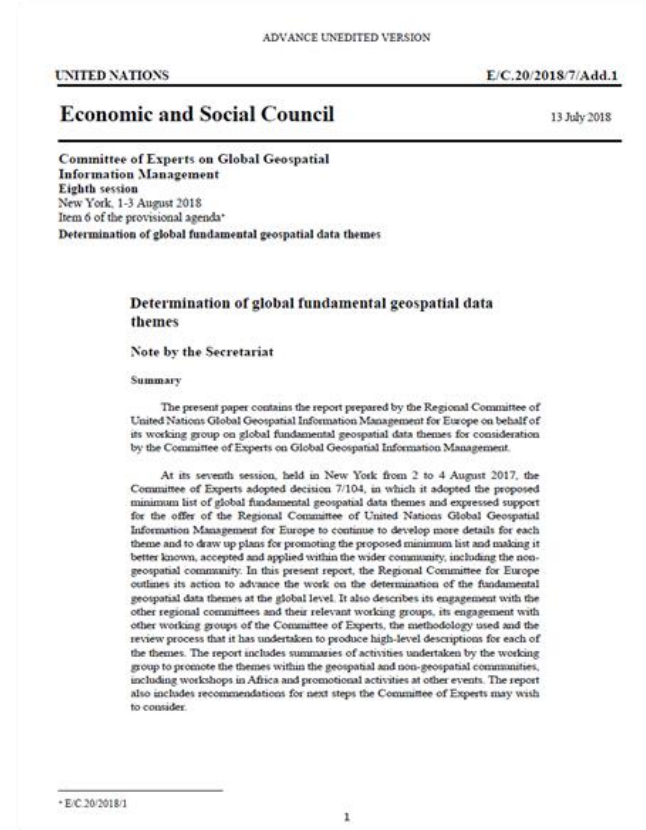 ADVANCE UNEDITED VERSION
UNITED NATIONS E/C.20/2018/7/Add.1
Economic and Social Council 13 July 2018
Committee of Experts on Global Geospatial
Information Management
Eighth session
New York, 1-3 August 2018
Item 6 of the provisional agenda*
Determination of global fundamental geospatial data themes
Determination of global fundamental geospatial data
themes
Note by the Secretariat
Summary
The present paper contains the report prepared by the Regional Committee of
United Nations Global Geospatial Information Management for Europe on behalf of
its working group on global fundamental geospatial data themes for consideration
by the Committee of Experts on Global Geospatial Information Management.
At its seventh session, held in New York from 2 to 4 August 2017, the
Committee of Experts adopted decision 7/104, in which it adopted the proposed
minimum list of global fundamental geospatial data themes and expressed support
for the offer of the Regional Committee of United Nations Global Geospatial
Information Management for Europe to continue to develop more details for each
theme and to draw up plans for promoting the proposed minimum list and making it
better known, accepted and applied within the wider community, including the non-
geospatial community. In this present report, the Regional Committee for Europe
outlines its action to advance the work on the determination of the fundamental
geospatial data themes at the global level. It also describes its engagement with the
other regional committees and their relevant working groups, its engagement with
other working groups of the Committee of Experts, the methodology used and the
review process that it has undertaken to produce high-level descriptions for each of
the themes. The report includes summaries of activities undertaken by the working
group to promote the themes within the geospatial and non-geospatial communities,
including workshops in Africa and promotional activities at other events. The report
also includes recommendations for next steps the Committee of Experts may wish
to consider.
* E/C.20/2018/1
1